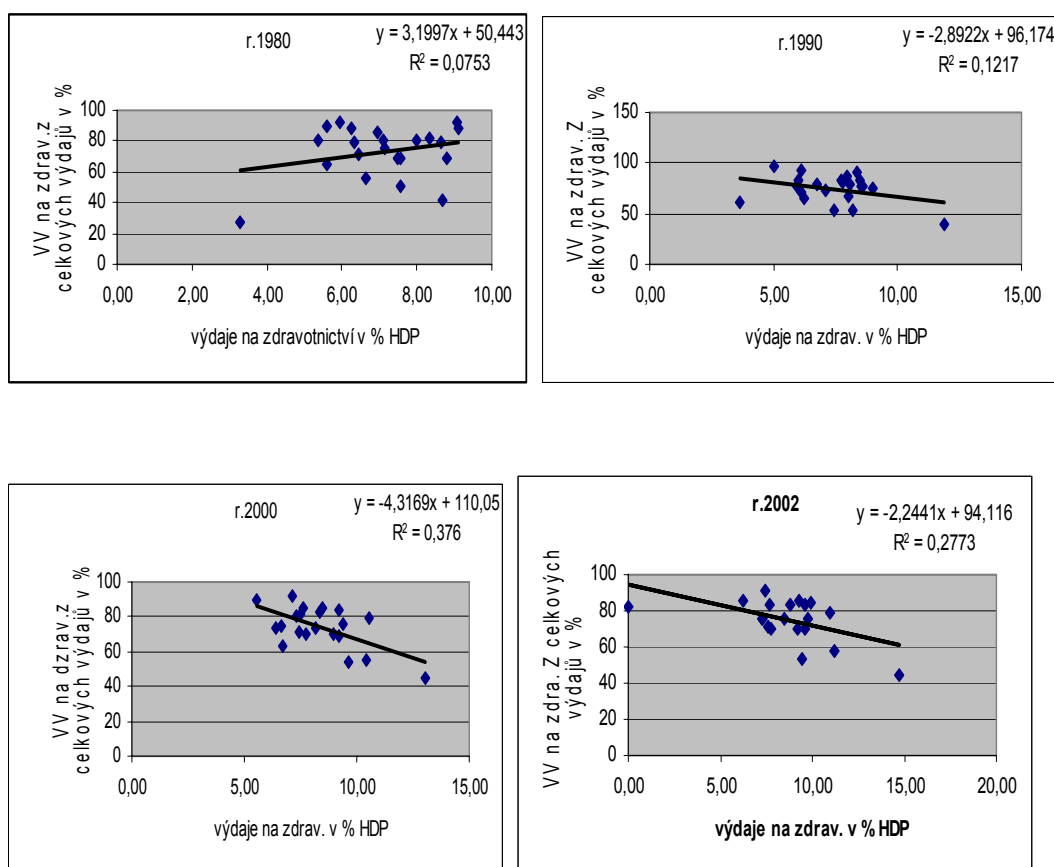 r.1980
y = 3,1997x + 50,443
R² = 0,0753
VV na zdrav.Z
celkových výdajů v %
100
80
60
40
20
0
0,00 2,00 4,00 6,00 8,00 10,00
výdaje na zdravotnictví v % HDP
r.1990
y = -2,8922x + 96,174
R² = 0,1217
VV na zdrav. Z
celkových výdajů v %
150
100
50
0
0,00 5,00 10,00 15,00
výdaje na zdrav. v % HDP
r.2000
y = -4,3169x + 110,05
R² = 0,376
VV na dzrav.z
celkových výdajů v %
100
80
60
40
20
0
0,00 5,00 10,00 15,00
výdaje na zdrav. v % HDP
r.2002
y = -2,2441x + 94,116
R² = 0,2773
VV na zdra. Z celkových
výdajů v %
100
80
60
40
20
0
0,00 5,00 10,00 15,00 20,00
výdaje na zdrav. v % HDP